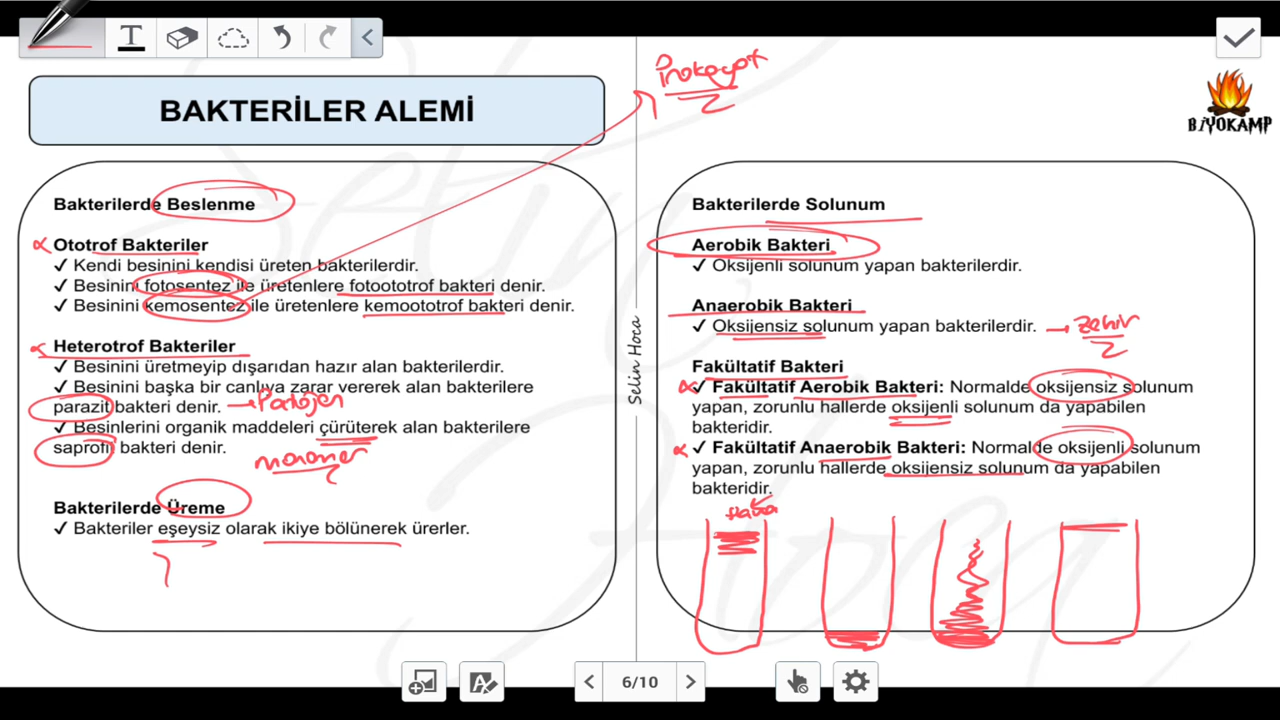 T
Prokaryot
BİYOKAMP
BAKTERİLER ALEMİ
Bakterilerde Beslenme
Ototrof Bakteriler
✓ Kendi besinini kendisi üreten bakterilerdir.
✓ Besinini fotosentez ile üretenlere fotoototrof bakteri denir.
✓ Besinini kemosentez ile üretenlere kemoototrof bakteri denir.
Heterotrof Bakteriler
✓ Besinini üretmeyip dışarıdan hazır alan bakterilerdir.
✓ Besinini başka bir canlıya zarar vererek alan bakterilere
parazit bakteri denir. → Patojen
✓ Besinlerini organik maddeleri çürüterek alan bakterilere
saprofit bakteri denir.
Bakterilerde Üreme
✓ Bakteriler eşeysiz olarak ikiye bölünerek ürerler.
Selin Hoca
Bakterilerde Solunum
Aerobik Bakteri
✓ Oksijenli solunum yapan bakterilerdir.
Anaerobik Bakteri
✓ Oksijensiz solunum yapan bakterilerdir. → zehir
Fakültatif Bakteri
✓ Fakültatif Aerobik Bakteri: Normalde oksijensiz solunum
yapan, zorunlu hallerde oksijenli solunum da yapabilen
bakteridir.
✓ Fakültatif Anaerobik Bakteri: Normalde oksijenli solunum
yapan, zorunlu hallerde oksijensiz solunum da yapabilen
bakteridir.
Hava
6/10
Selin Hoca